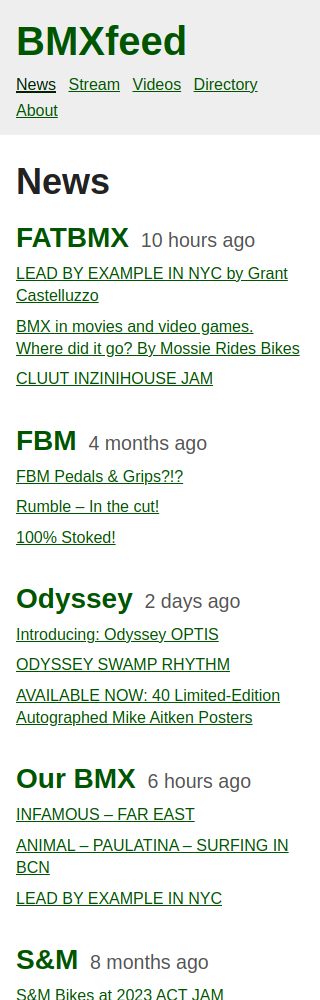 BMXfeed
News Stream Videos Directory
About
News
FATBMX 10 hours ago
LEAD BY EXAMPLE IN NYC by Grant
Castelluzzo
BMX in movies and video games.
Where did it go? By Mossie Rides Bikes
CLUUT INZINIHOUSE JAM
FBM 4 months ago
FBM Pedals & Grips?!?
Rumble – In the cut!
100% Stoked!
Odyssey 2 days ago
Introducing: Odyssey OPTIS
ODYSSEY SWAMP RHYTHM
AVAILABLE NOW: 40 Limited-Edition
Autographed Mike Aitken Posters
Our BMX 6 hours ago
INFAMOUS – FAR EAST
ANIMAL – PAULATINA – SURFING IN
BCN
LEAD BY EXAMPLE IN NYC
S&M 8 months ago
S&M Bikes at 2023 ACT JAM